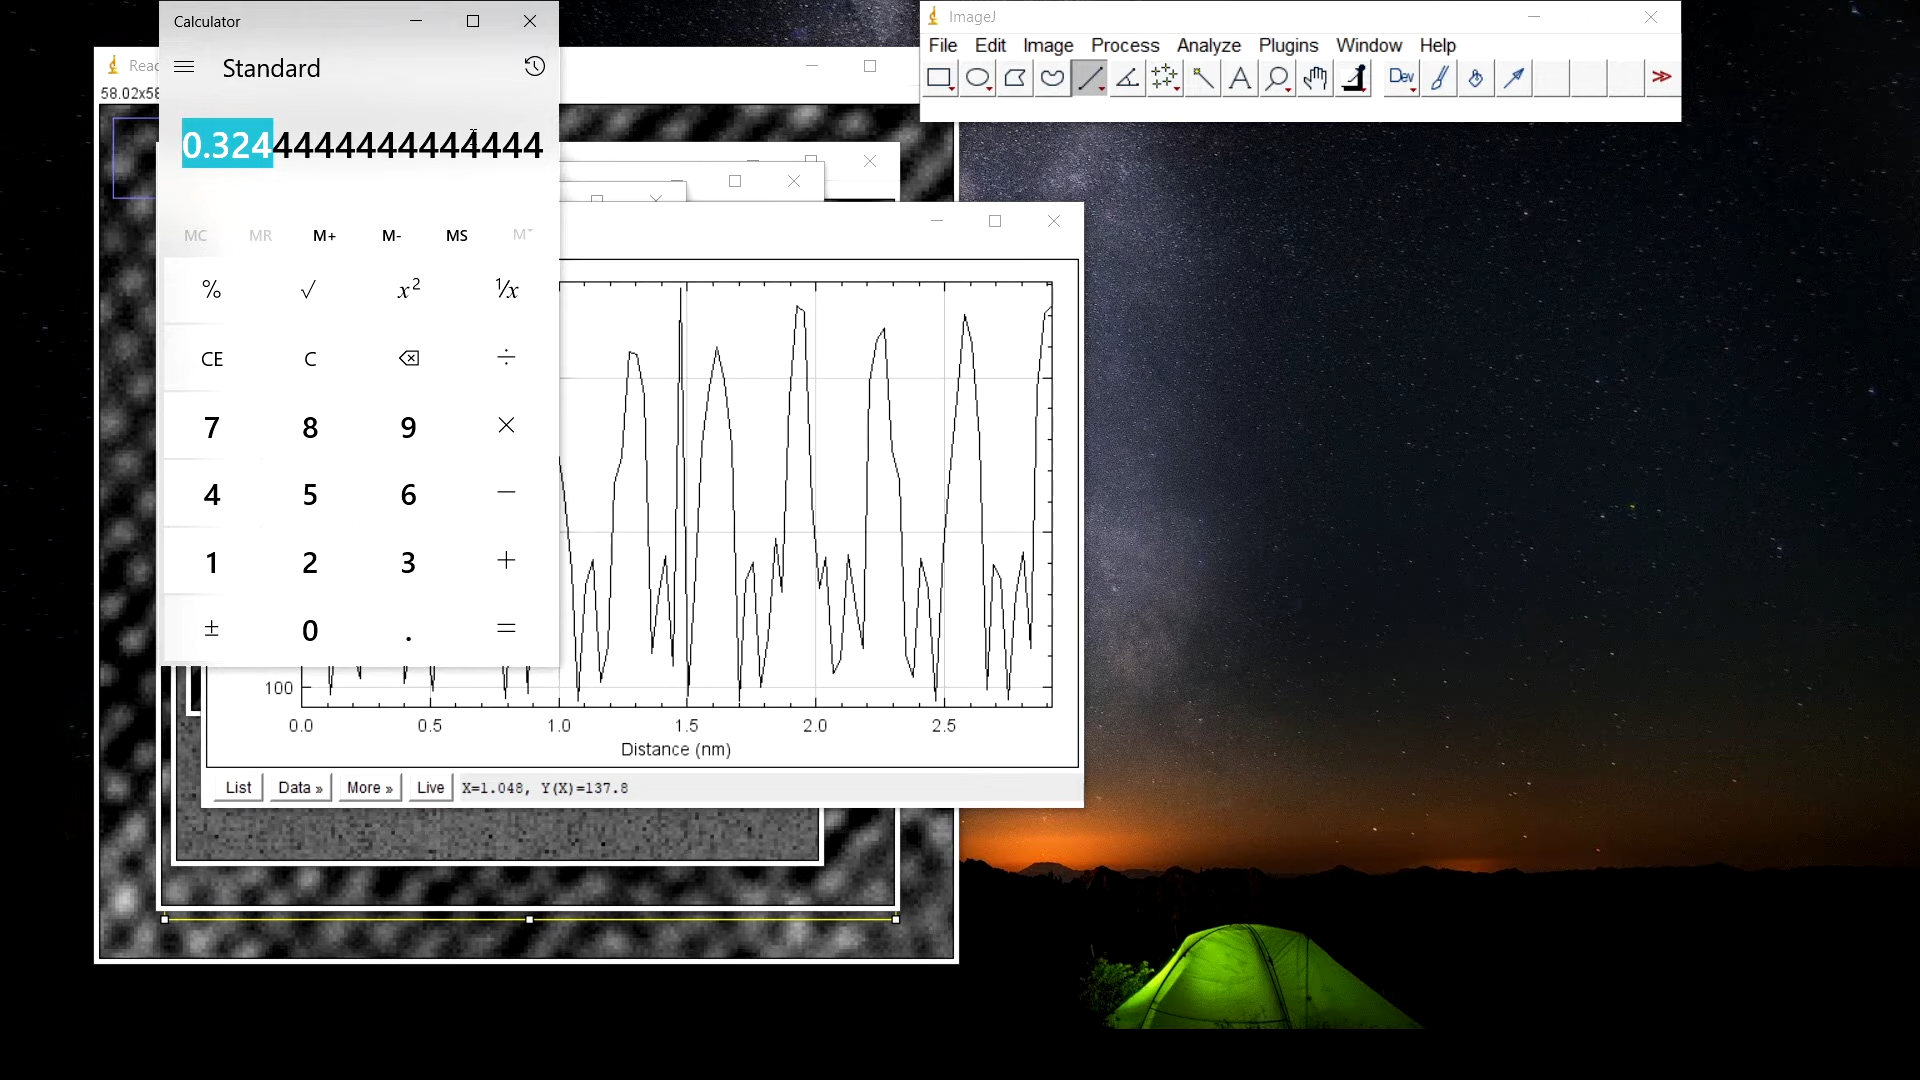 Calculator
Standard
0.3244444444444444
MC MR M+ M- MS
% √ x² ¹/x
CE C ÷
7 8 9 ×
4 5 6 −
1 2 3 +
± 0 . =
58.02x58
ImageJ
File Edit Image Process Analyze Plugins Window Help
A Dev >>
100
0.0 0.5 1.0 1.5 2.0 2.5
Distance (nm)
List Data » More » Live X=1.048, Y(X)=137.8